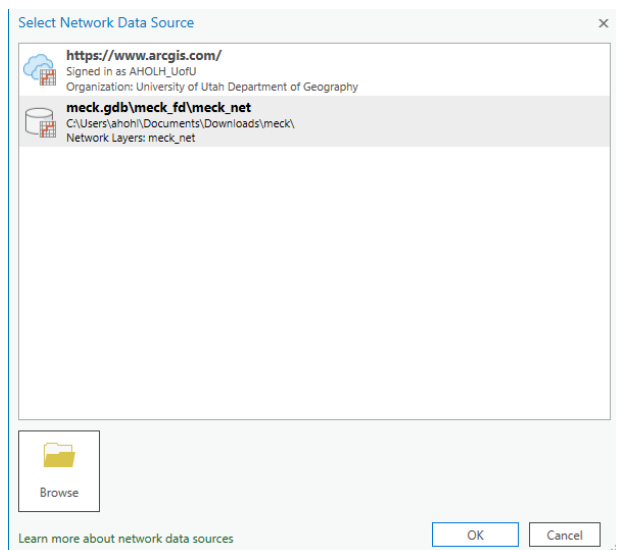 Select Network Data Source
https://www.arcgis.com/
Signed in as AHOLH_UofU
Organization: University of Utah Department of Geography
meck.gdb\meck_fd\meck_net
C:\Users\ahohl\Documents\Downloads\meck\
Network Layers: meck_net
Browse
Learn more about network data sources
OK
Cancel